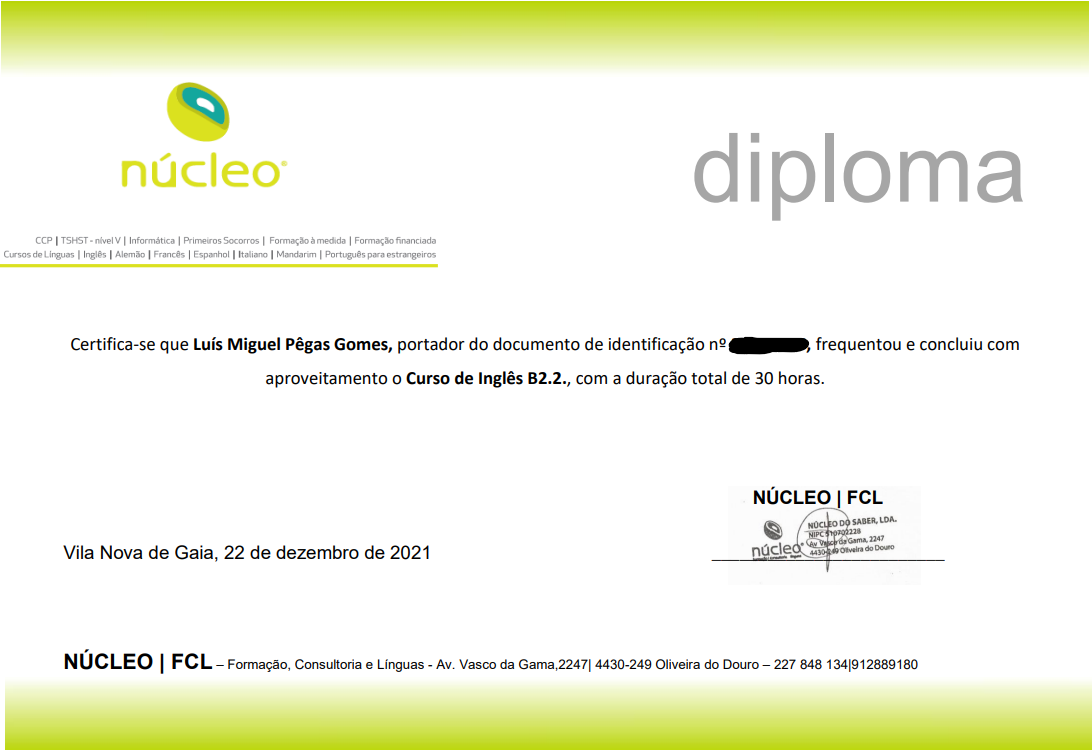 núcleo
diploma
CCP | TSHST - nível V | Informática | Primeiros Socorros | Formação à medida | Formação financiada
Cursos de Línguas | Inglês | Alemão | Francês | Espanhol | Italiano | Mandarim | Português para estrangeiros
Certifica-se que Luís Miguel Pêgas Gomes, portador do documento de identificação nº , frequentou e concluiu com
aproveitamento o Curso de Inglês B2.2., com a duração total de 30 horas.
NÚCLEO | FCL
NÚCLEO DO SABER, LDA.
NIPC 510702228
Av Vasco da Gama, 2247
4430-249 Oliveira do Douro
núcleo
Vila Nova de Gaia, 22 de dezembro de 2021
NÚCLEO | FCL – Formação, Consultoria e Línguas - Av. Vasco da Gama,2247| 4430-249 Oliveira do Douro – 227 848 134|912889180